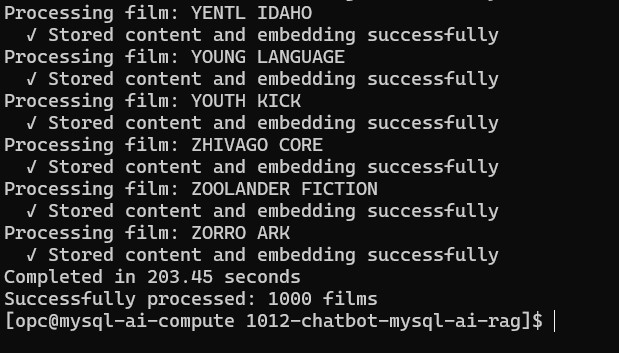 Processing film: YENTL IDAHO
✓ Stored content and embedding successfully
Processing film: YOUNG LANGUAGE
✓ Stored content and embedding successfully
Processing film: YOUTH KICK
✓ Stored content and embedding successfully
Processing film: ZHIVAGO CORE
✓ Stored content and embedding successfully
Processing film: ZOOLANDER FICTION
✓ Stored content and embedding successfully
Processing film: ZORRO ARK
✓ Stored content and embedding successfully
Completed in 203.45 seconds
Successfully processed: 1000 films
[opc@mysql-ai-compute 1012-chatbot-mysql-ai-rag]$